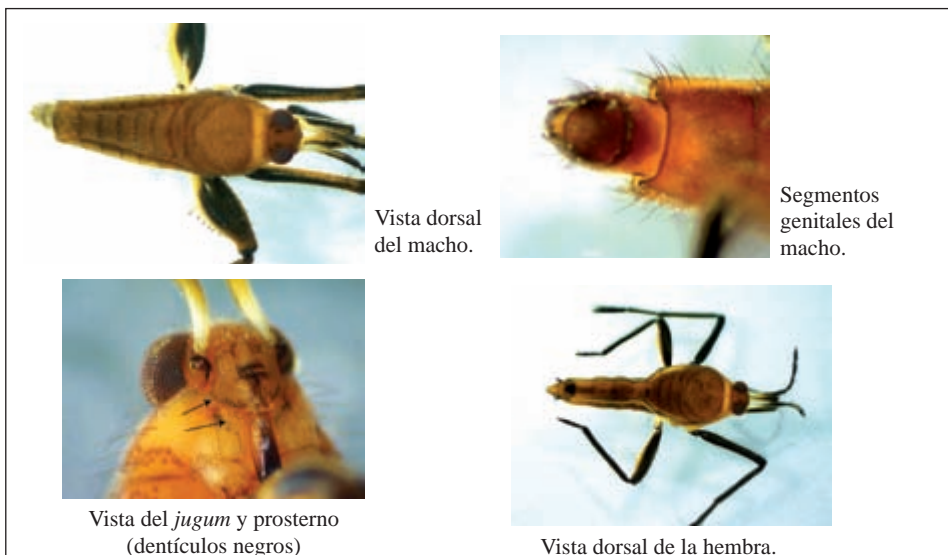 Vista dorsal
del macho.
Segmentos
genitales del
macho.
Vista del jugum y prosterno
(dentículos negros)
Vista dorsal de la hembra.